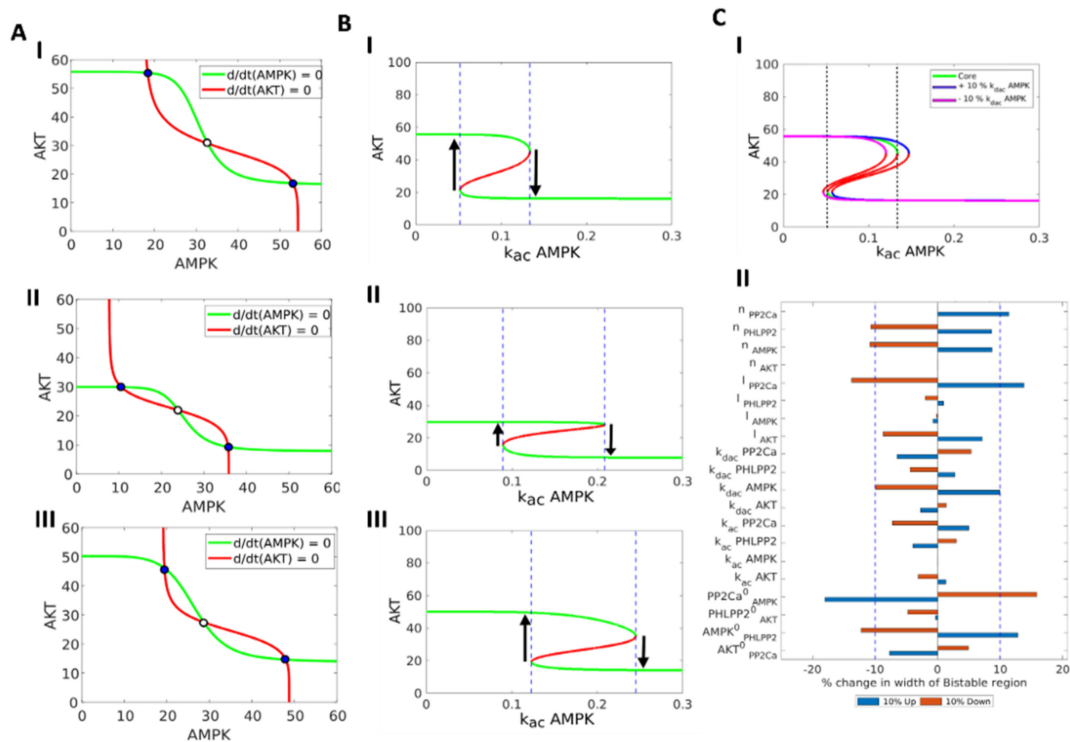 A
I
60
50
40
30
20
10
0
AKT
d/dt(AMPK) = 0
d/dt(AKT) = 0
0 10 20 30 40 50 60
AMPK
II
60
50
40
30
20
10
0
AKT
d/dt(AMPK) = 0
d/dt(AKT) = 0
0 10 20 30 40 50 60
AMPK
III
60
50
40
30
20
10
0
AKT
d/dt(AMPK) = 0
d/dt(AKT) = 0
0 10 20 30 40 50 60
AMPK
B
I
100
80
60
40
20
0
AKT
0 0.1 0.2 0.3
kac AMPK
II
100
80
60
40
20
0
AKT
0 0.1 0.2 0.3
kac AMPK
III
100
80
60
40
20
0
AKT
0 0.1 0.2 0.3
kac AMPK
C
I
100
80
60
40
20
0
AKT
Core
+ 10 % kdac AMPK
- 10 % kdac AMPK
0 0.1 0.2 0.3
kac AMPK
II
n PP2Ca
n PHLPP2
n AMPK
n AKT
I PP2Ca
I PHLPP2
I AMPK
I AKT
kdac PP2Ca
kdac PHLPP2
kdac AMPK
kdac AKT
kac PP2Ca
kac PHLPP2
kac AMPK
kac AKT
PP2Ca0 AMPK
PHLPP20 AKT
AMPK0 PHLPP2
AKT0 PP2Ca
-20 -10 0 10 20
% change in width of Bistable region
10% Up 10% Down